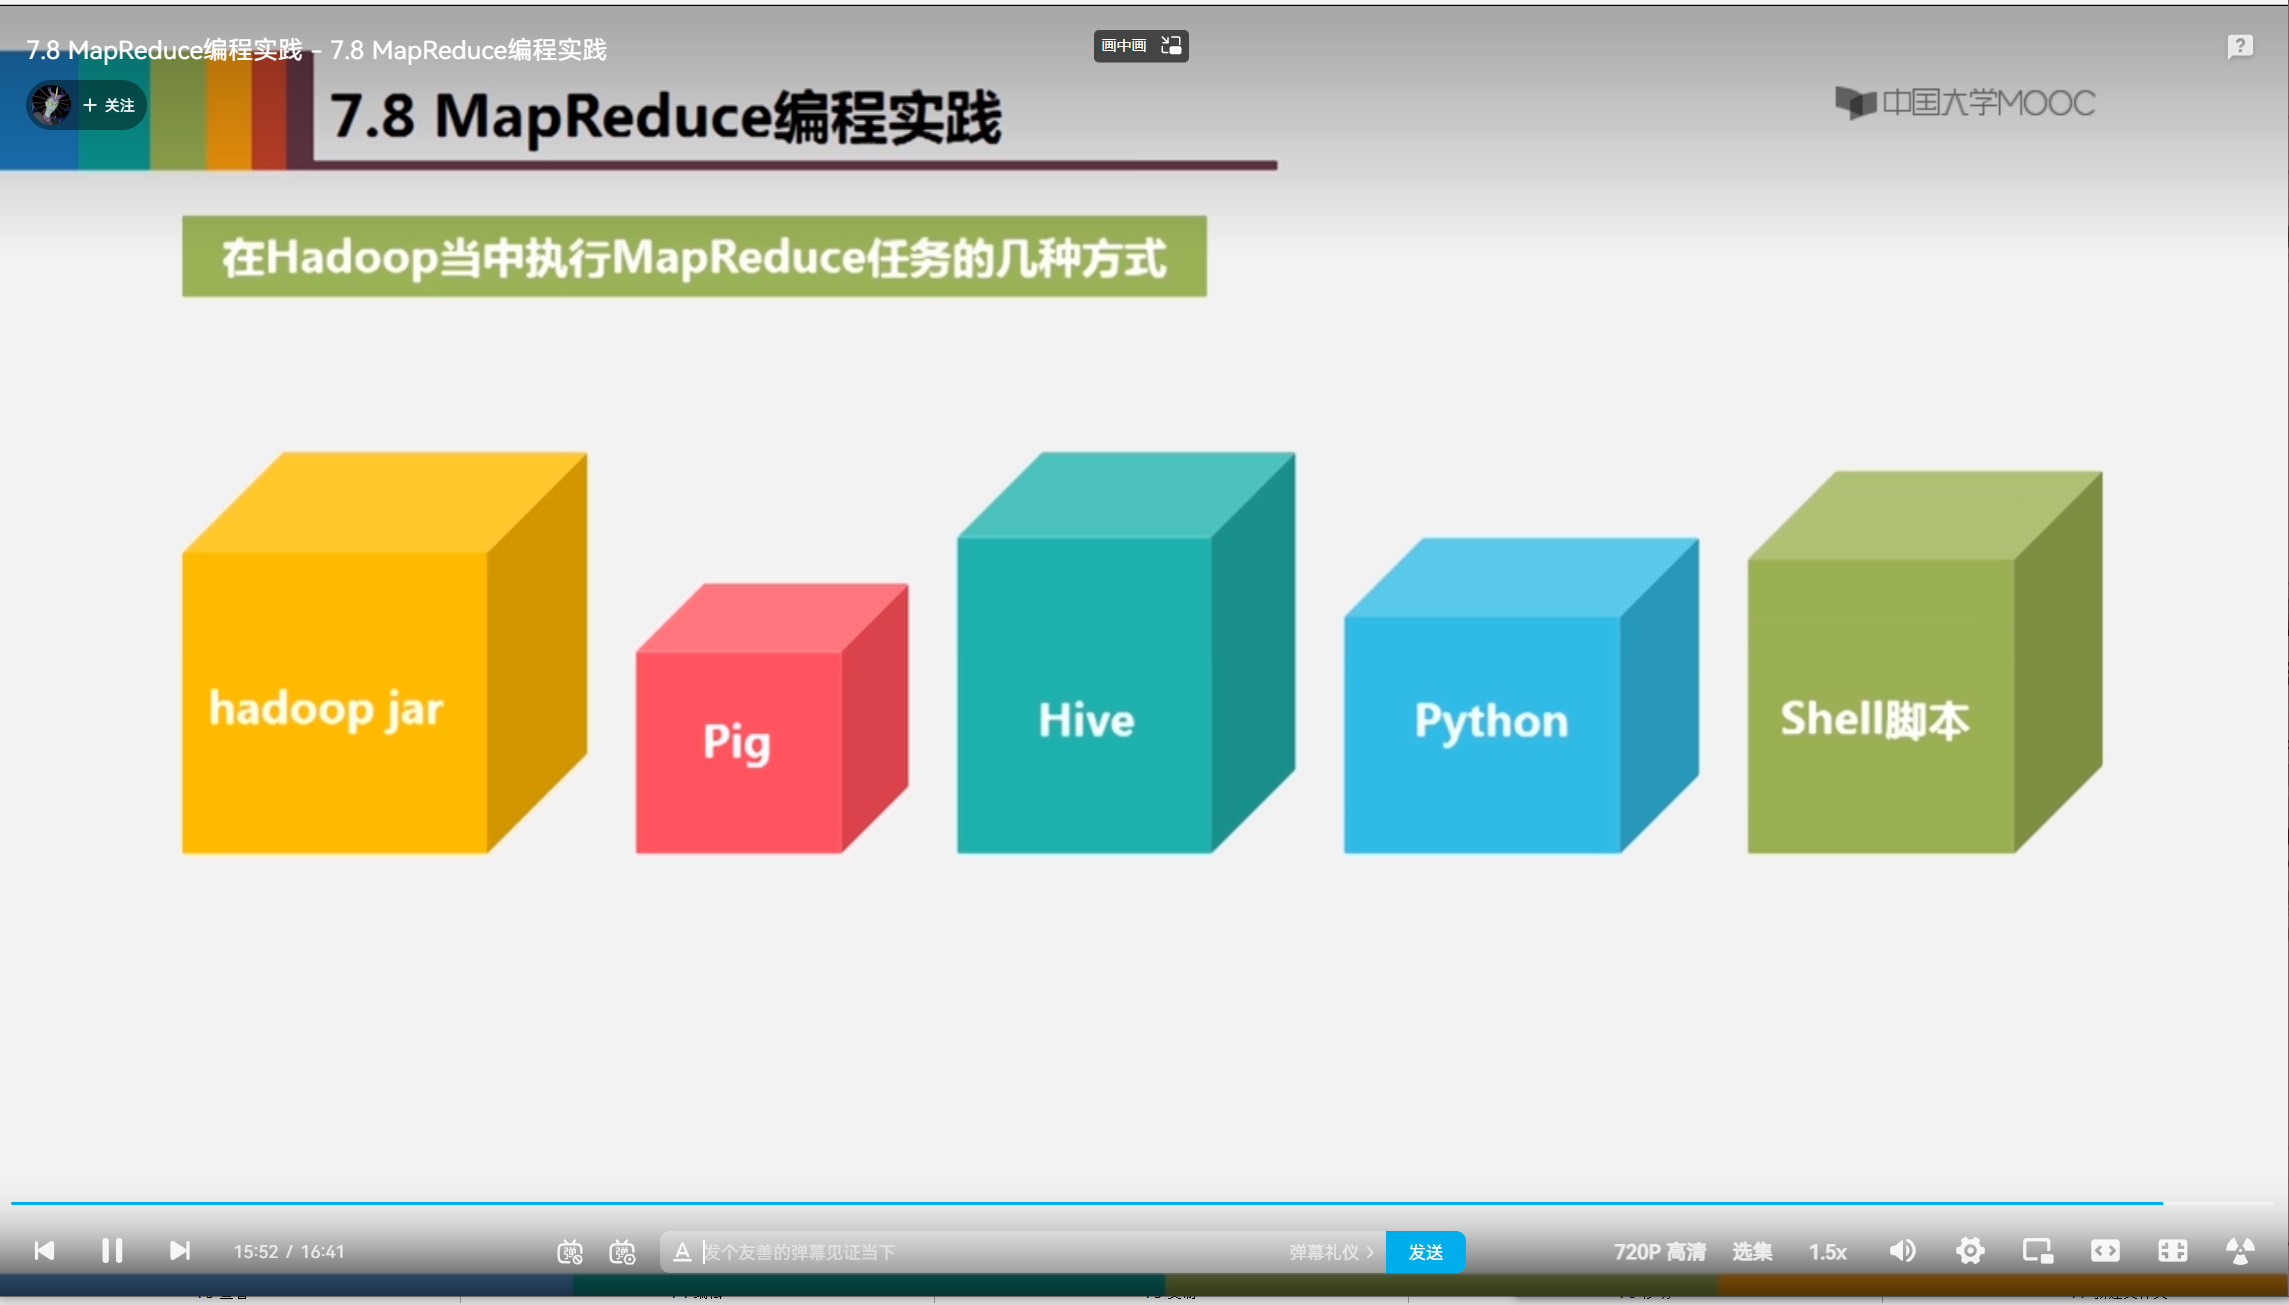 7.8 MapReduce编程实践 - 7.8 MapReduce编程实践
画中画
?
+ 关注
7.8 MapReduce编程实践
中国大学MOOC
在Hadoop当中执行MapReduce任务的几种方式
hadoop jar
Pig
Hive
Python
Shell脚本
15:52 / 16:41
弹
弹
A
发个友善的弹幕见证当下
弹幕礼仪 >
发送
720P 高清
选集
1.5x